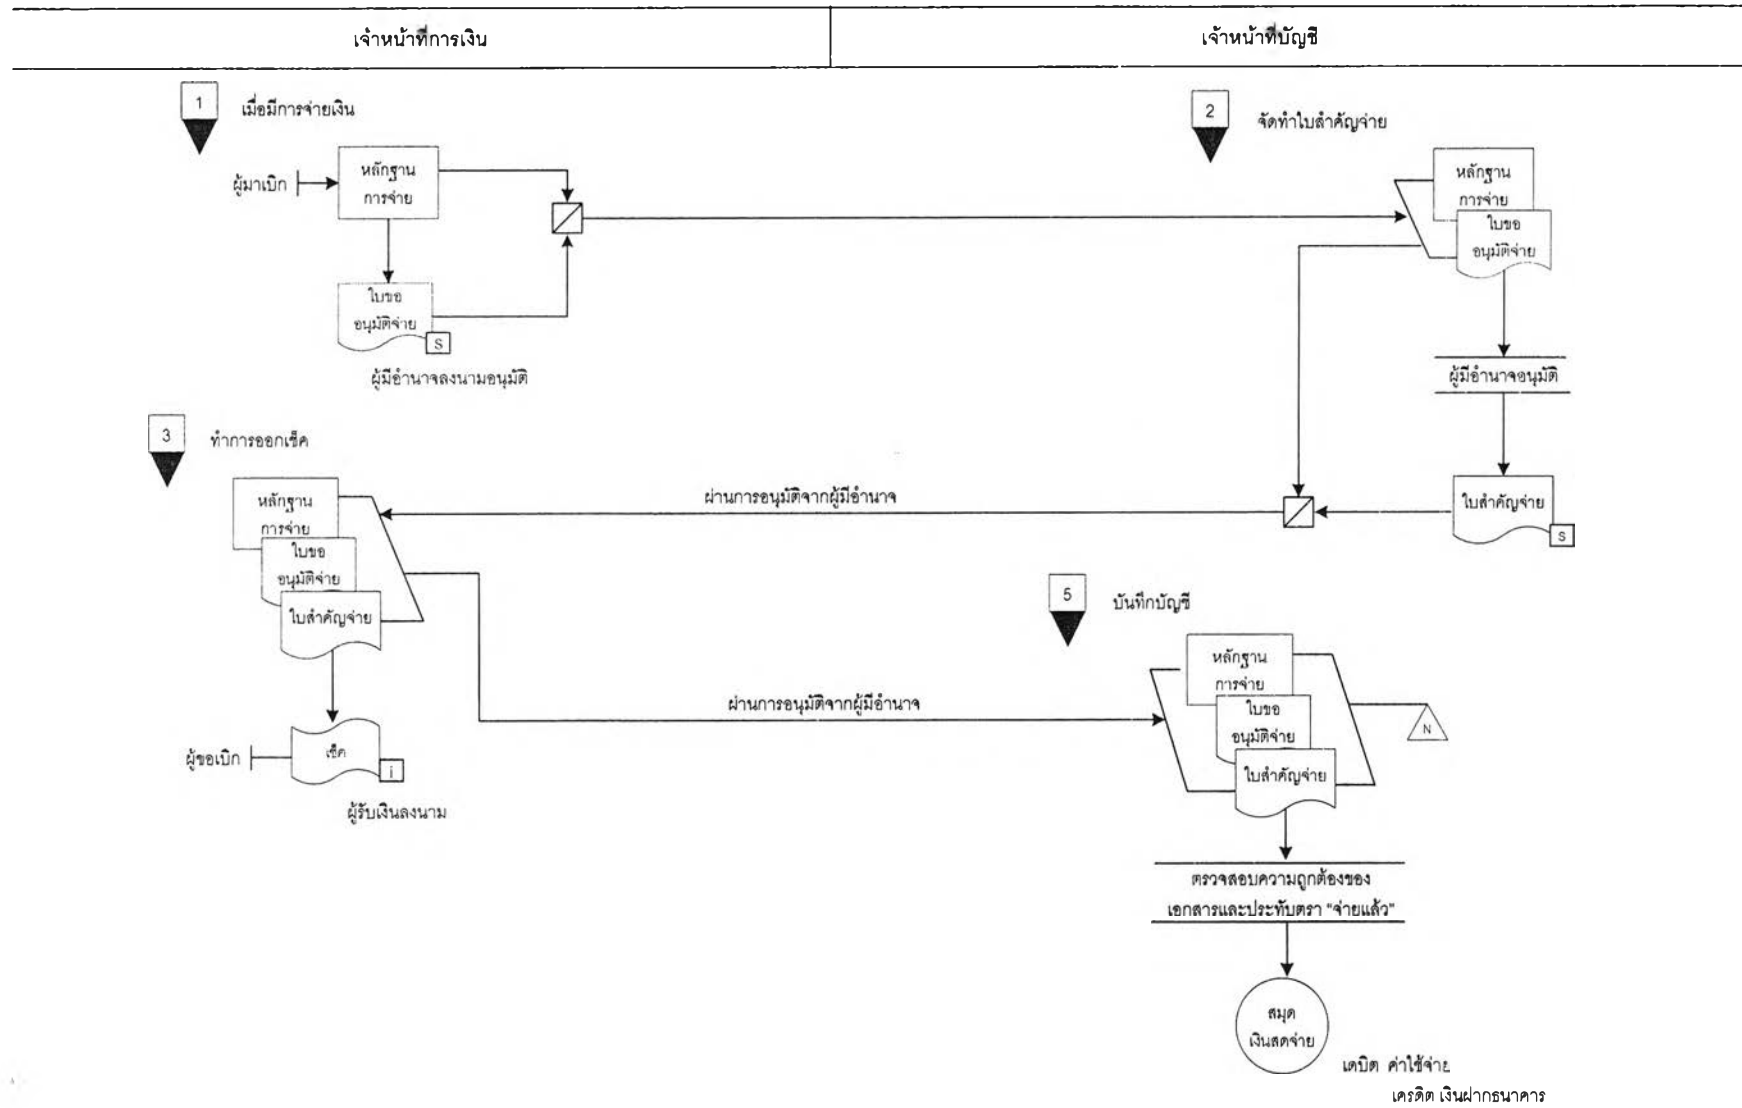 เจ้าหน้าที่การเงิน
เจ้าหน้าที่บัญชี
1
เมื่อมีการจ่ายเงิน
ผู้มาเบิก
หลักฐาน
การจ่าย
ใบขอ
อนุมัติจ่าย
S
ผู้มีอำนาจลงนามอนุมัติ
2
จัดทำใบสำคัญจ่าย
หลักฐาน
การจ่าย
ใบขอ
อนุมัติจ่าย
ผู้มีอำนาจอนุมัติ
ใบสำคัญจ่าย
S
3
ทำการออกเช็ค
ผ่านการอนุมัติจากผู้มีอำนาจ
หลักฐาน
การจ่าย
ใบขอ
อนุมัติจ่าย
ใบสำคัญจ่าย
ผู้ขอเบิก
เช็ค
i
ผู้รับเงินลงนาม
5
บันทึกบัญชี
ผ่านการอนุมัติจากผู้มีอำนาจ
หลักฐาน
การจ่าย
ใบขอ
อนุมัติจ่าย
ใบสำคัญจ่าย
N
ตรวจสอบความถูกต้องของ
เอกสารและประทับตรา "จ่ายแล้ว"
สมุด
เงินสดจ่าย
เดบิต ค่าใช้จ่าย
เครดิต เงินฝากธนาคาร